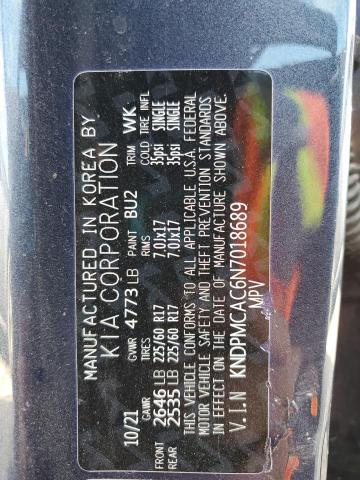 MANUFACTURED IN KOREA BY
KIA CORPORATION
10/21 GVWR 4773 LB PAINT BU2 TRIM WK
GAWR TIRES RIMS COLD TIRE INFL
FRONT 2646 LB 225/60 R17 7.0Jx17 35psi SINGLE
REAR 2535 LB 225/60 R17 7.0Jx17 35psi SINGLE
THIS VEHICLE CONFORMS TO ALL APPLICABLE U.S.A. FEDERAL
MOTOR VEHICLE SAFETY AND THEFT PREVENTION STANDARDS
IN EFFECT ON THE DATE OF MANUFACTURE SHOWN ABOVE.
V.I.N KNDPMCAC6N7018689
MPV